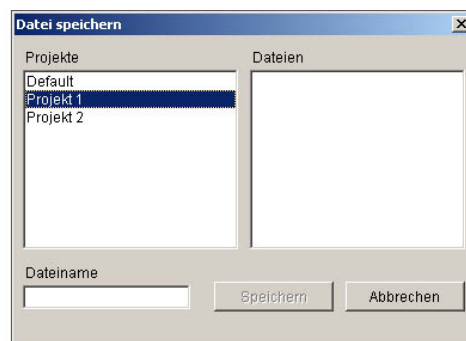 Datei speichern
Projekte
Dateien
Default
Projekt 1
Projekt 2
Dateiname
Speichern
Abbrechen